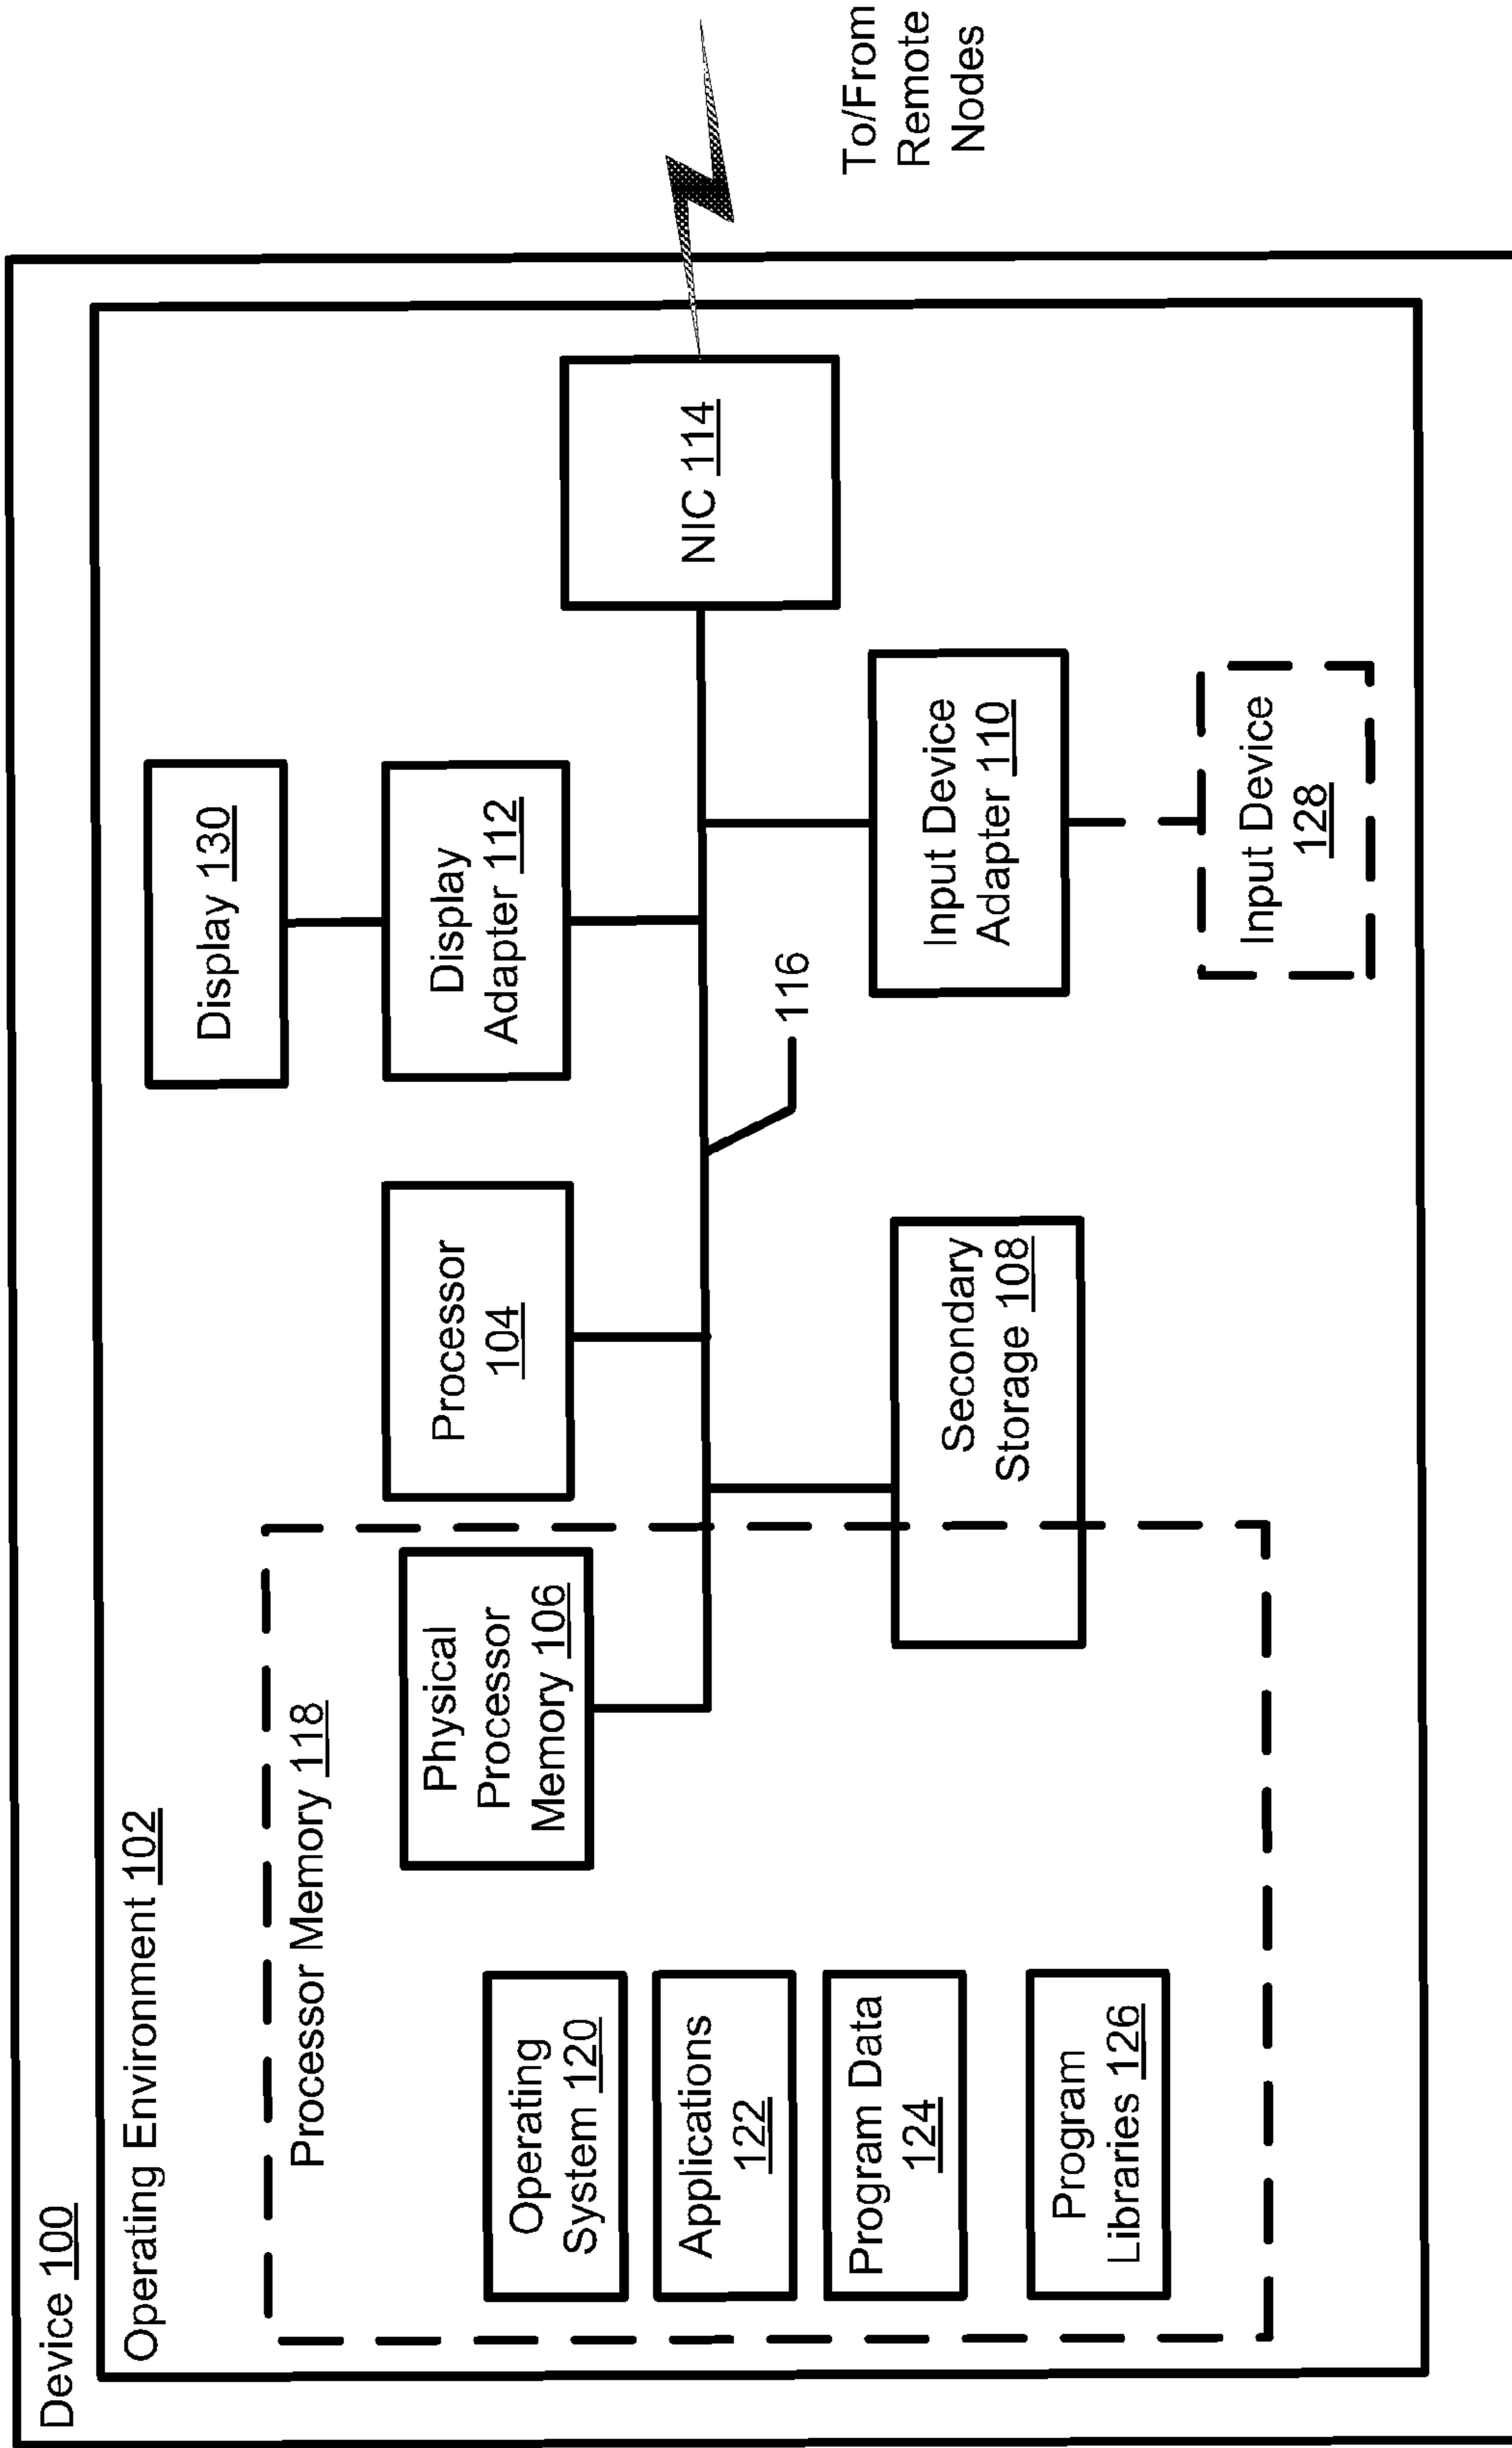 Device 100
Operating Environment 102
Processor Memory 118
Operating
System 120
Applications
122
Program Data
124
Program
Libraries 126
Physical
Processor
Memory 106
Processor
104
Secondary
Storage 108
116
Display 130
Display
Adapter 112
Input Device
Adapter 110
Input Device
128
NIC 114
To/From
Remote
Nodes